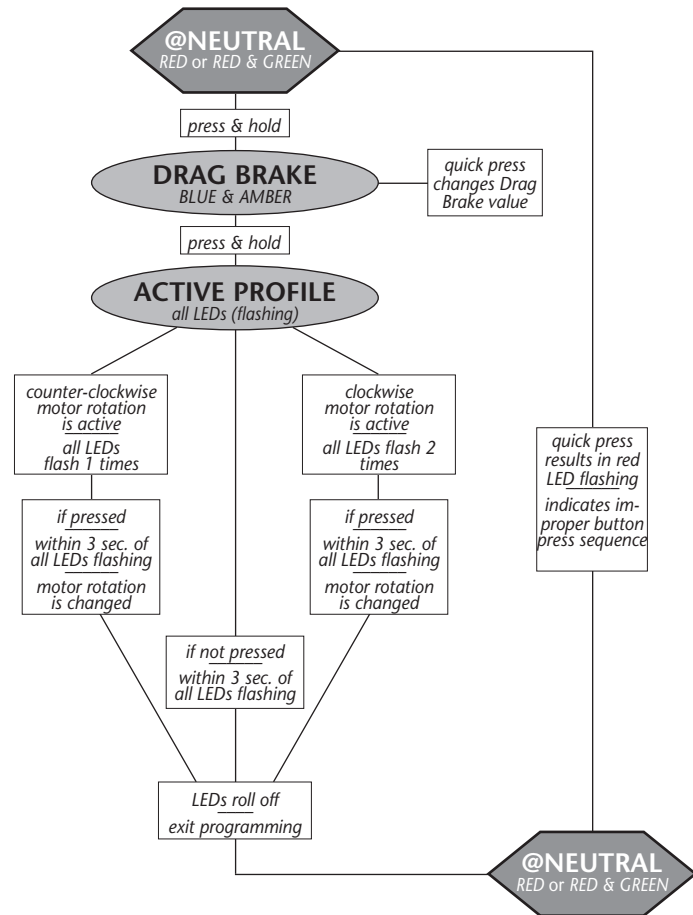 @NEUTRAL
RED or RED & GREEN
press & hold
DRAG BRAKE
BLUE & AMBER
quick press
changes Drag
Brake value
press & hold
ACTIVE PROFILE
all LEDs (flashing)
counter-clockwise
motor rotation
is active
all LEDs
flash 1 times
clockwise
motor rotation
is active
all LEDs flash 2
times
quick press
results in red
LED flashing
indicates im-
proper button
press sequence
if pressed
within 3 sec. of
all LEDs flashing
motor rotation
is changed
if pressed
within 3 sec. of
all LEDs flashing
motor rotation
is changed
if not pressed
within 3 sec. of
all LEDs flashing
LEDs roll off
exit programming
@NEUTRAL
RED or RED & GREEN